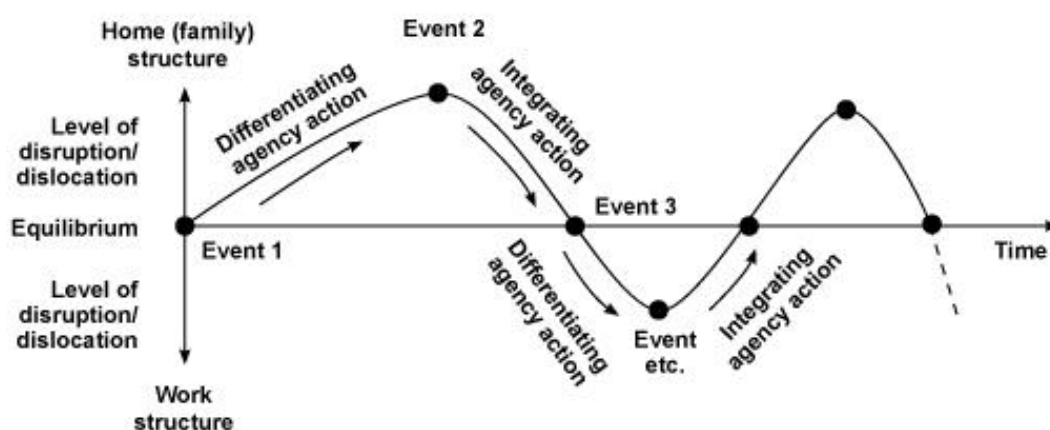 Home (family)
structure
Event 2
Differentiating
agency action
Integrating
agency action
Level of
disruption/
dislocation
Equilibrium
Event 1
Event 3
Time
Level of
disruption/
dislocation
Differentiating
agency action
Event
etc.
Integrating
agency action
Work
structure